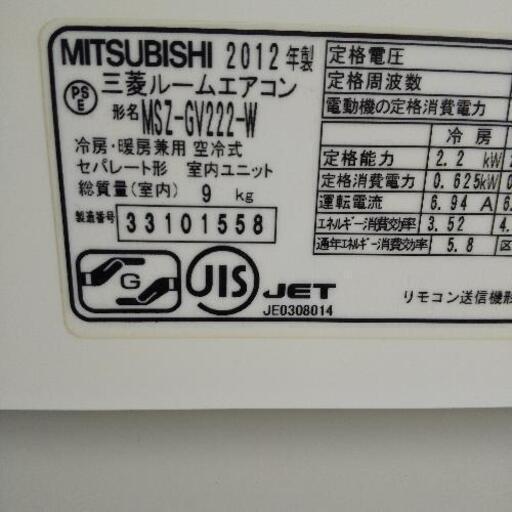 MITSUBISHI 2012年製
三菱ルームエアコン
PS E
形名 MSZ-GV222-W
冷房・暖房兼用 空冷式
セパレート形 室内ユニット
総質量(室内) 9 kg
製造番号 33101558
G
JIS JET
JE0308014
定格電圧
定格周波数
電動機の定格消費電力
冷房
定格能力 2.2 kW
定格消費電力 0.625kW
運転電流 6.94 A 6.
エネルギー消費効率 3.52 4.
通年エネルギー消費効率 5.8 区
リモコン送信機形